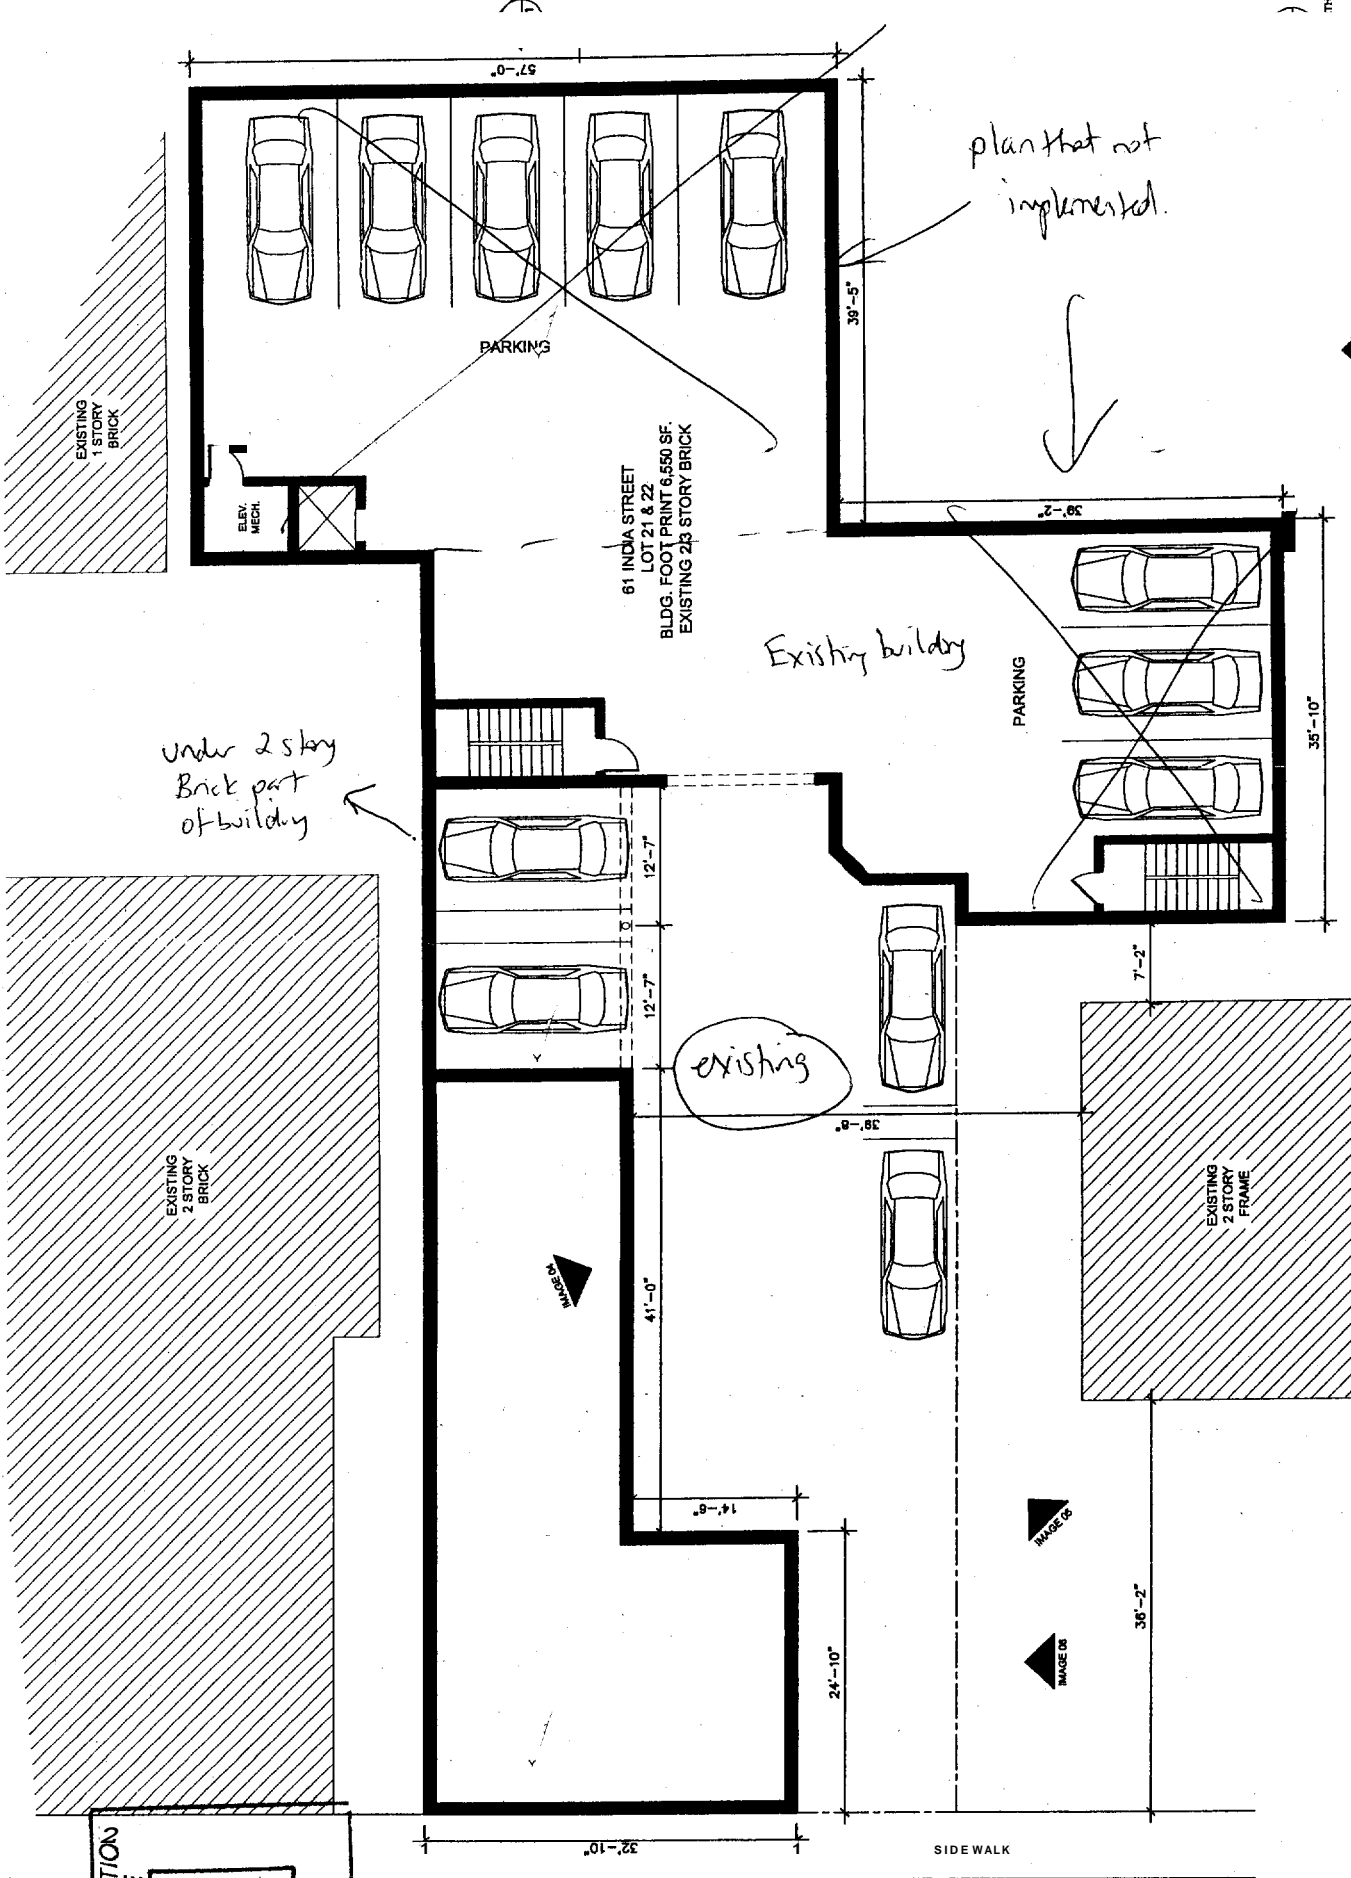 57'-0"
plan that not
implemented.
39'-5"
PARKING
EXISTING
1 STORY
BRICK
ELEV.
MECH.
61 INDIA STREET
LOT 21 & 22
BLDG. FOOT PRINT 6,550 SF.
EXISTING 2/3 STORY BRICK
39'-2"
Existing building
PARKING
35'-10"
under 2 story
Brick part
of building
12'-7"
12'-7"
7'-2"
existing
39'-8"
EXISTING
2 STORY
BRICK
EXISTING
2 STORY
FRAME
IMAGE 04
41'-0"
14'-6"
IMAGE 05
36'-2"
24'-10"
IMAGE 06
32'-10"
SIDEWALK
TION